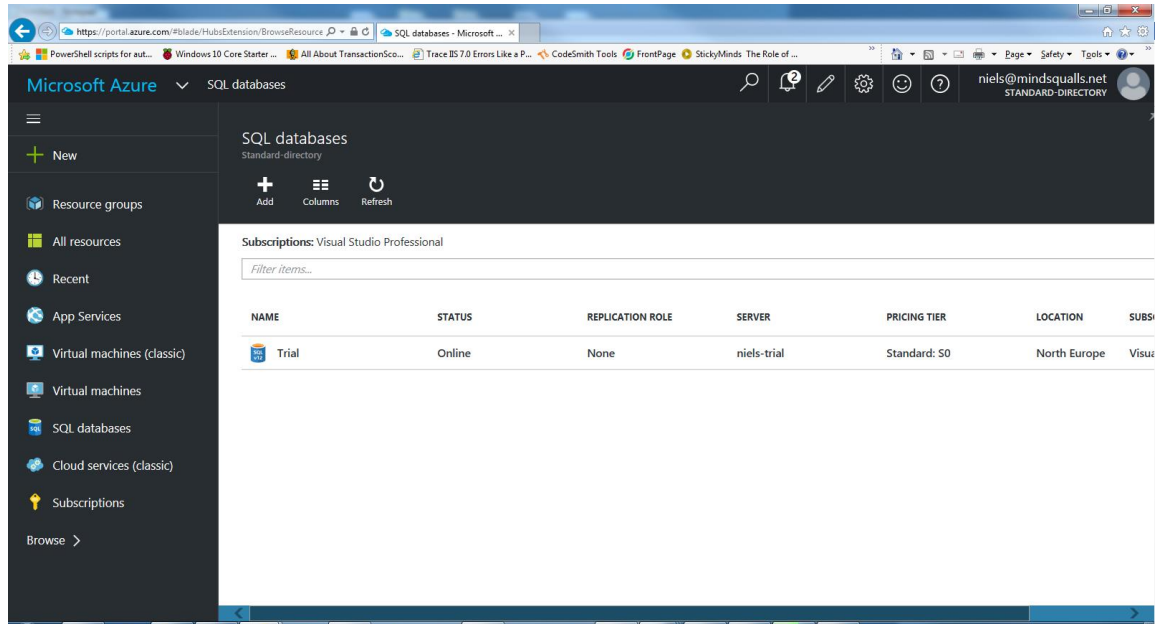 https://portal.azure.com/#blade/HubsExtension/BrowseResource
SQL databases - Microsoft ...
PowerShell scripts for aut... Windows 10 Core Starter ... All About TransactionSco... Trace IIS 7.0 Errors Like a P... CodeSmith Tools FrontPage StickyMinds The Role of ... Page Safety Tools
Microsoft Azure SQL databases 2 niels@mindsqualls.net
STANDARD-DIRECTORY
New
Resource groups
All resources
Recent
App Services
Virtual machines (classic)
Virtual machines
SQL databases
Cloud services (classic)
Subscriptions
Browse >
SQL databases
Standard-directory
Add Columns Refresh
Subscriptions: Visual Studio Professional
Filter items...
NAME STATUS REPLICATION ROLE SERVER PRICING TIER LOCATION SUBS
Trial Online None niels-trial Standard: S0 North Europe Visua